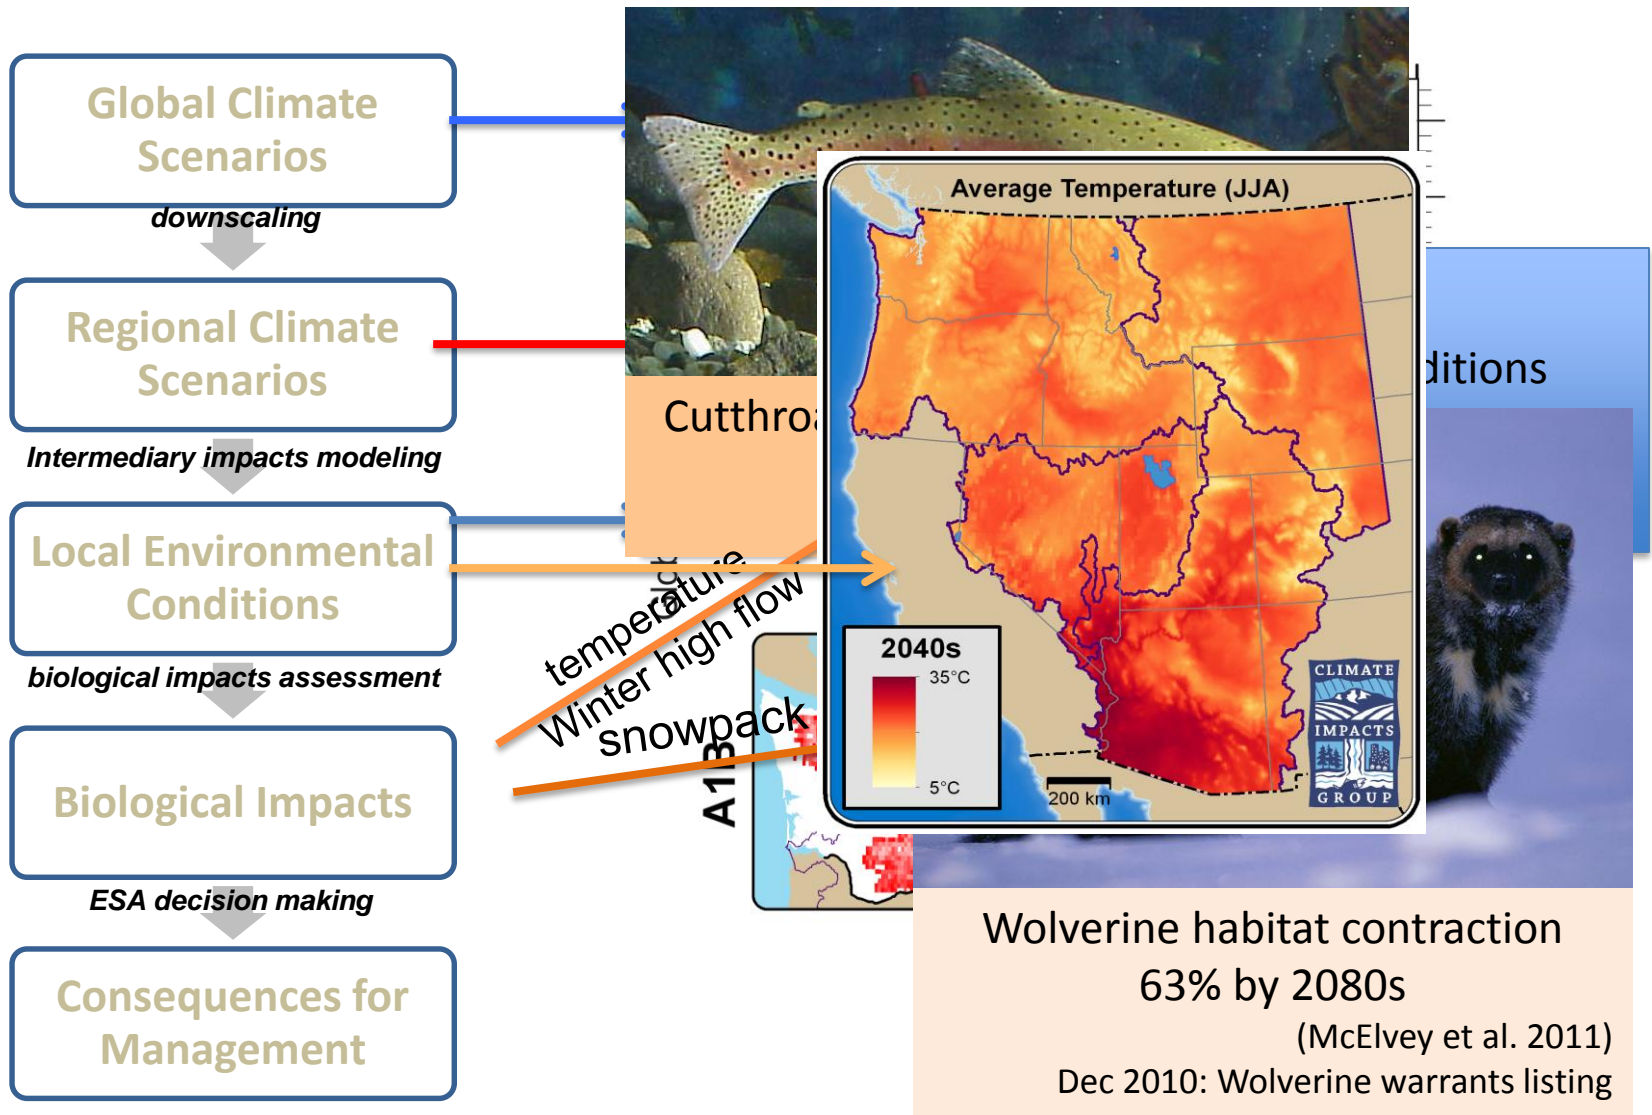 Global Climate
Scenarios
downscaling
Regional Climate
Scenarios
Intermediary impacts modeling
Local Environmental
Conditions
biological impacts assessment
Biological Impacts
ESA decision making
Consequences for
Management
temperature
Winter high flow
snowpack
A1B
Average Temperature (JJA)
2040s
35°C
5°C
200 km
CLIMATE
IMPACTS
GROUP
Wolverine habitat contraction
63% by 2080s
(McElvey et al. 2011)
Dec 2010: Wolverine warrants listing